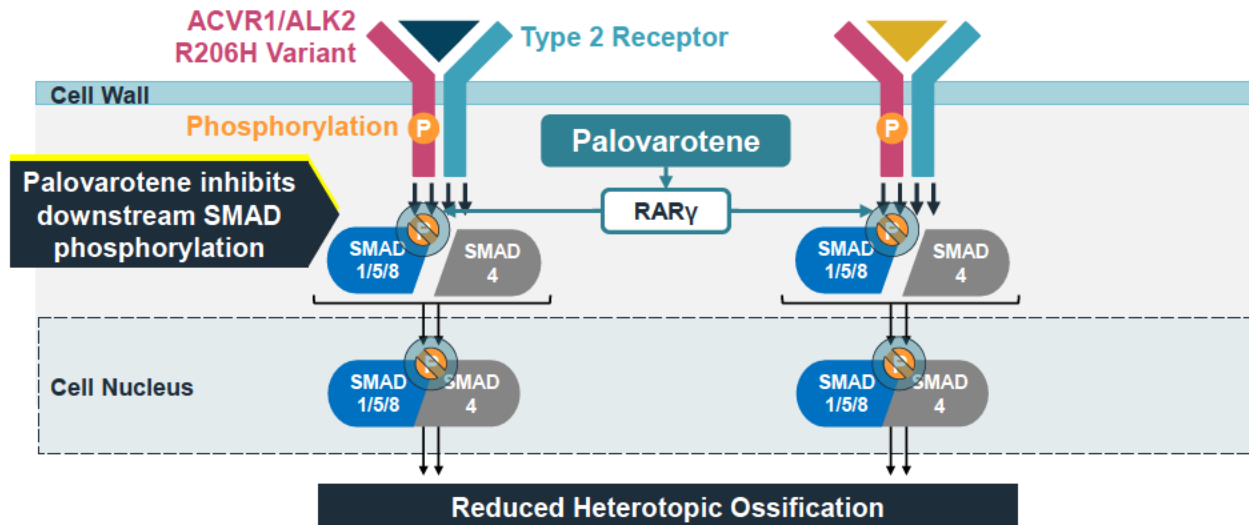 ACVR1/ALK2
R206H Variant
Type 2 Receptor
Cell Wall
Phosphorylation
P
P
Palovarotene
Palovarotene inhibits
downstream SMAD
phosphorylation
RARγ
P
P
SMAD
1/5/8
SMAD
4
SMAD
1/5/8
SMAD
4
Cell Nucleus
P
P
SMAD
1/5/8
SMAD
4
SMAD
1/5/8
SMAD
4
Reduced Heterotopic Ossification